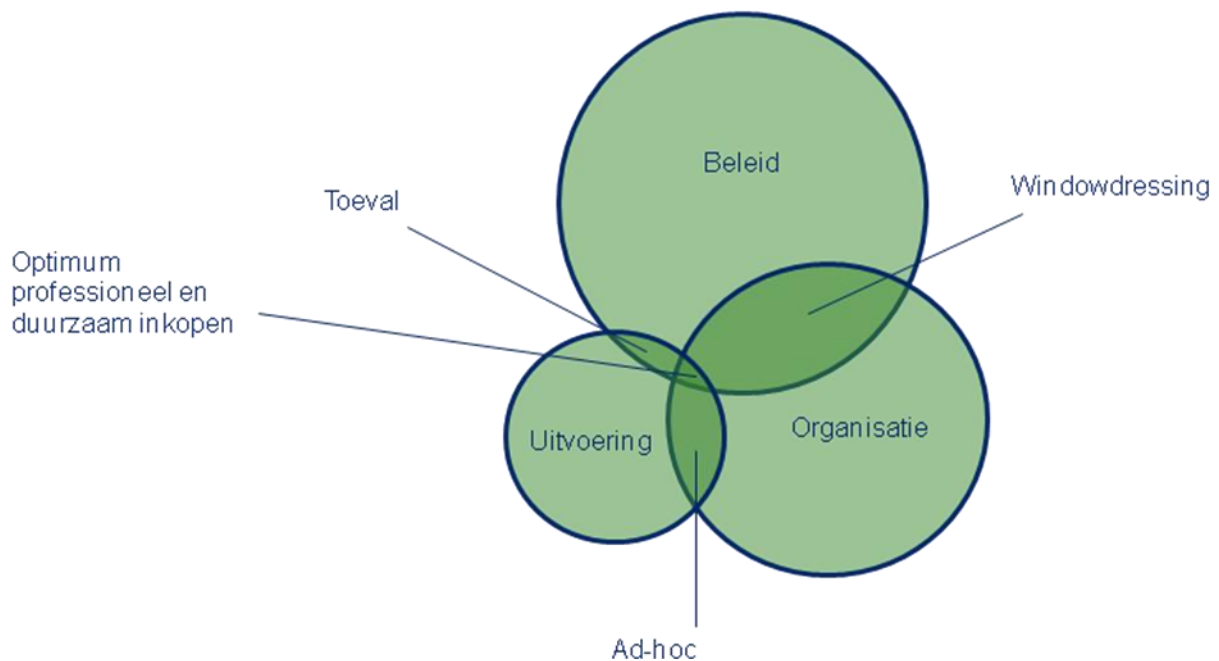 Beleid
Windowdressing
Toeval
Optimum
professioneel en
duurzaam inkopen
Uitvoering
Organisatie
Ad-hoc